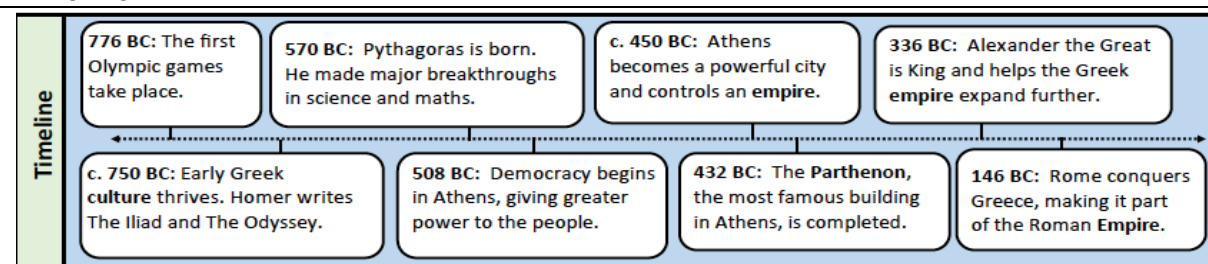 Timeline
776 BC: The first
Olympic games
take place.
570 BC: Pythagoras is born.
He made major breakthroughs
in science and maths.
c. 450 BC: Athens
becomes a powerful city
and controls an empire.
336 BC: Alexander the Great
is King and helps the Greek
empire expand further.
c. 750 BC: Early Greek
culture thrives. Homer writes
The Iliad and The Odyssey.
508 BC: Democracy begins
in Athens, giving greater
power to the people.
432 BC: The Parthenon,
the most famous building
in Athens, is completed.
146 BC: Rome conquers
Greece, making it part
of the Roman Empire.